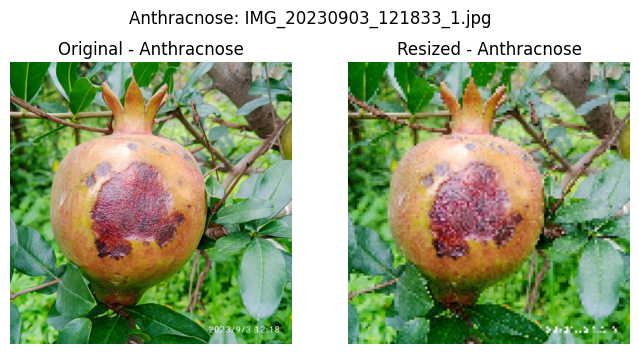 Anthracnose: IMG_20230903_121833_1.jpg
Original - Anthracnose
Resized - Anthracnose
2023/9/3 12:18